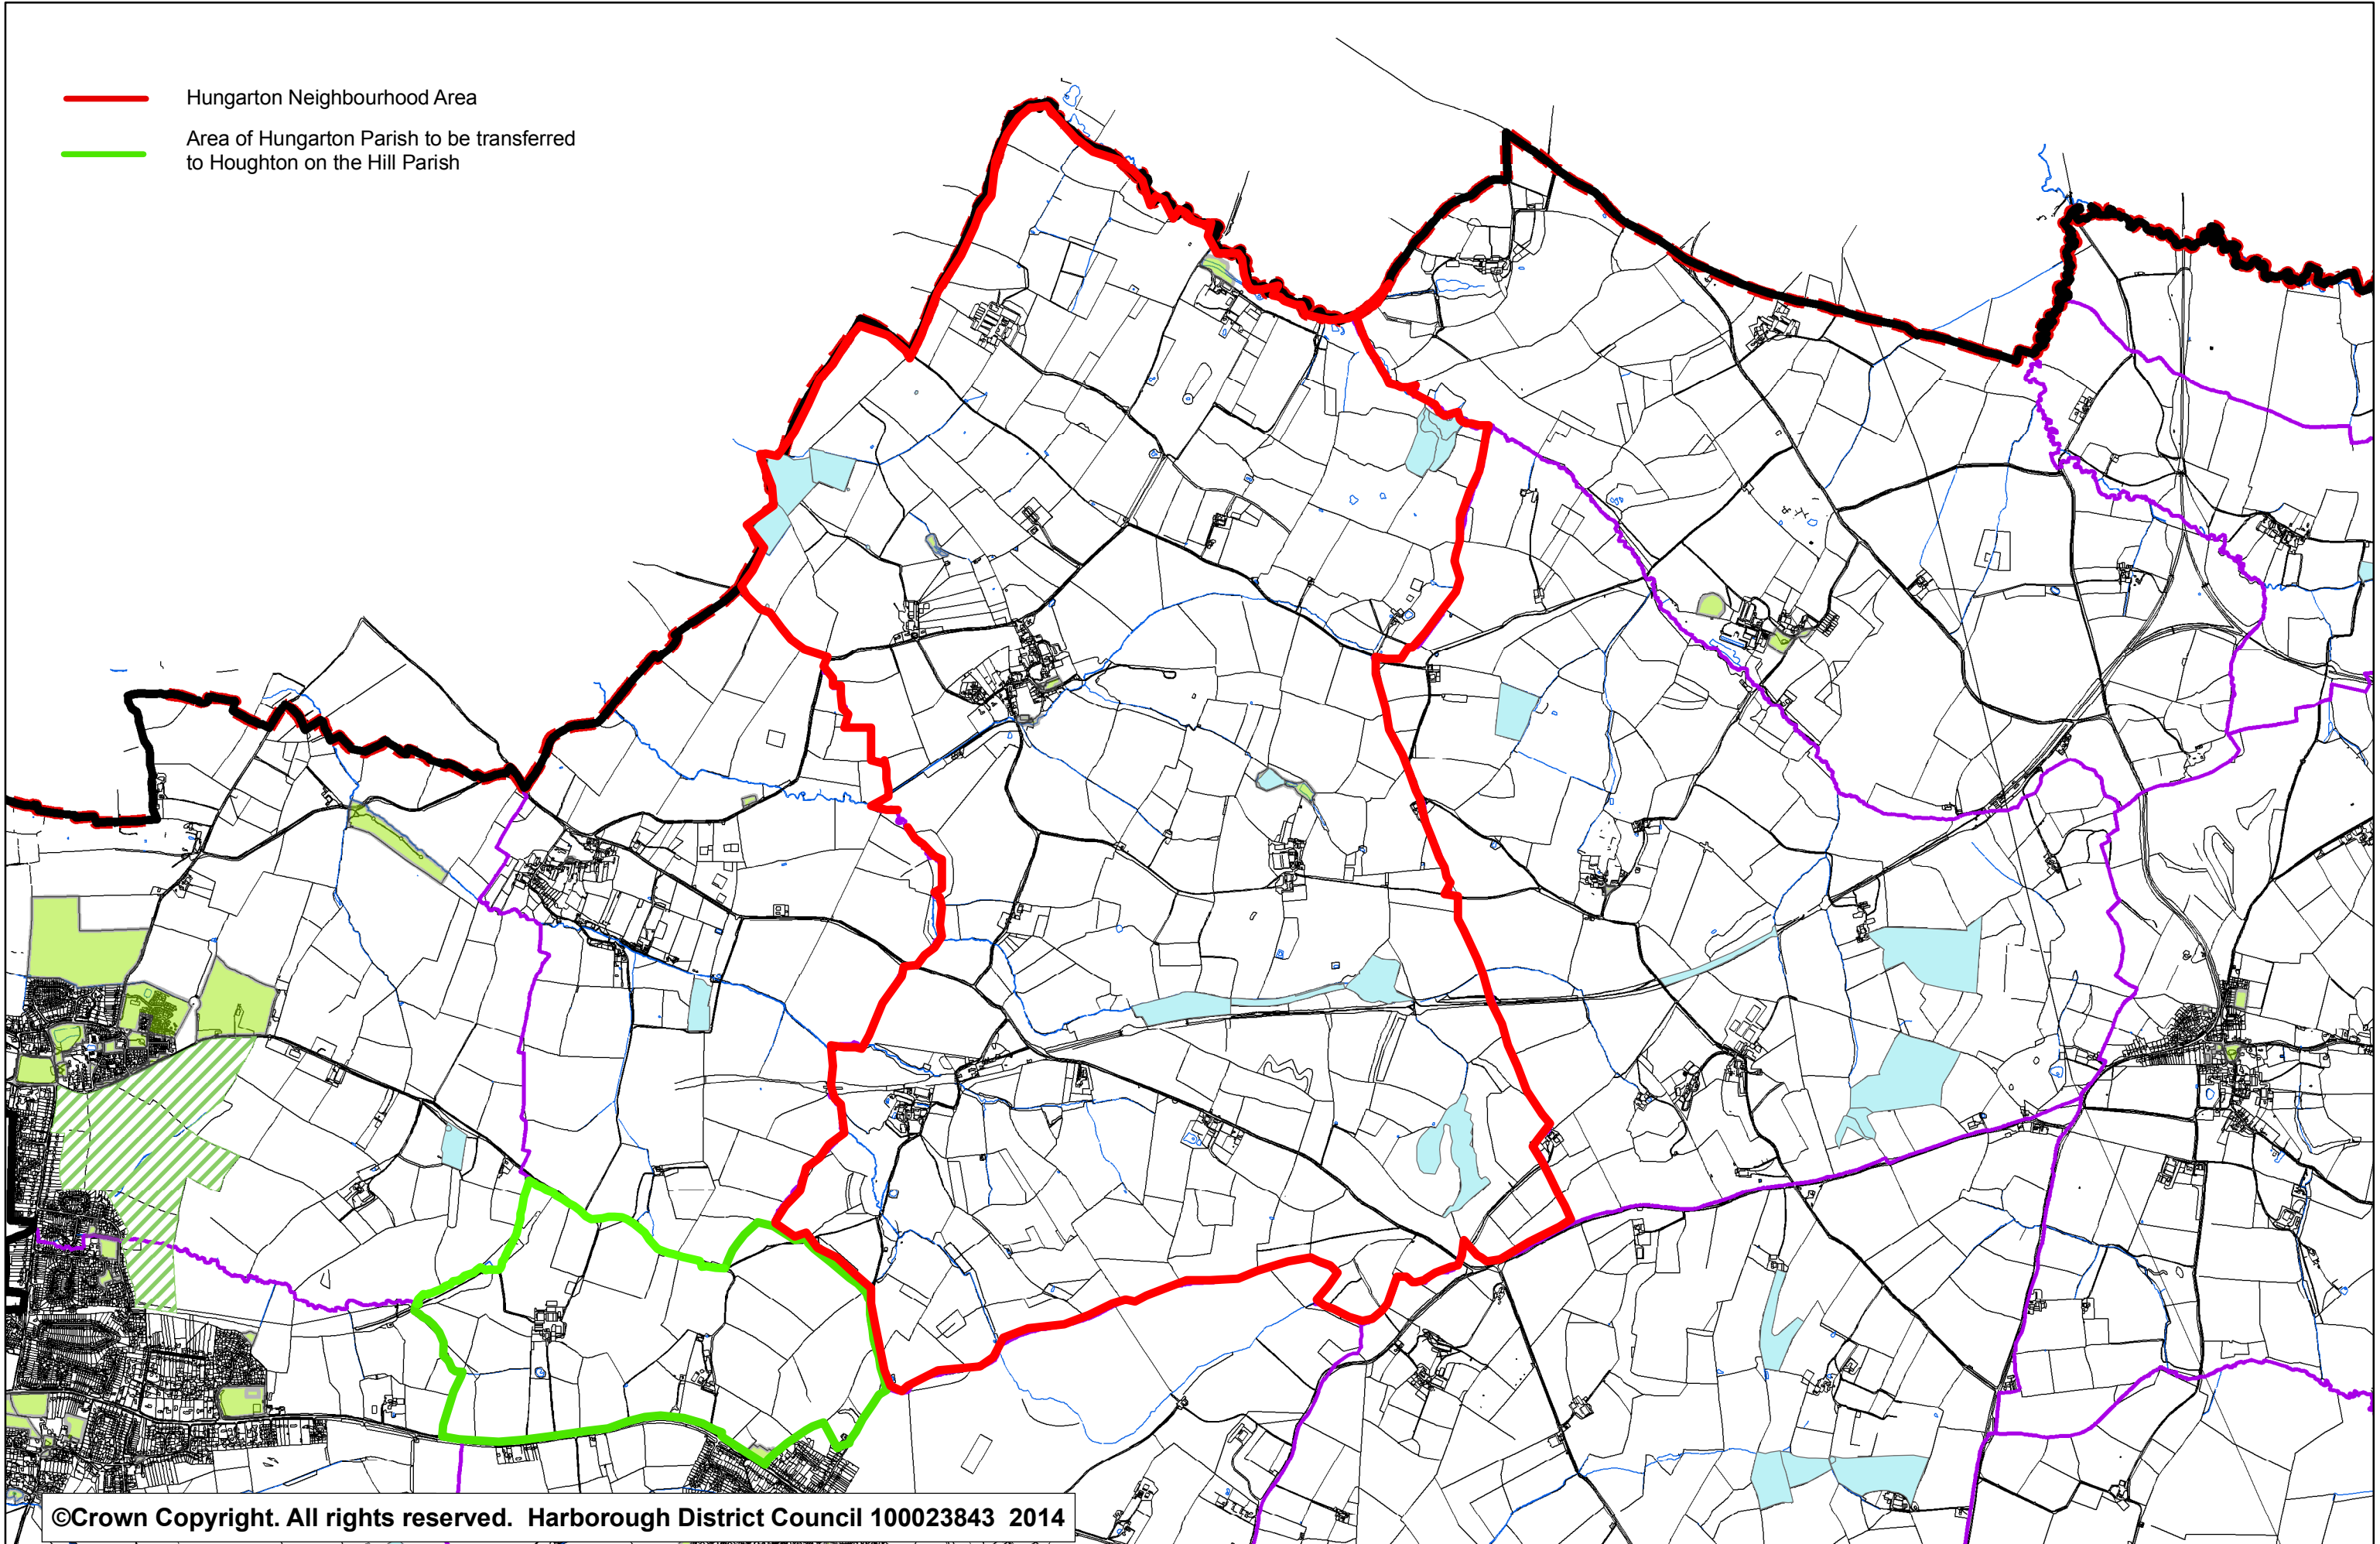 Hungarton Neighbourhood Area
Area of Hungarton Parish to be transferred
to Houghton on the Hill Parish
©Crown Copyright. All rights reserved. Harborough District Council 100023843 2014